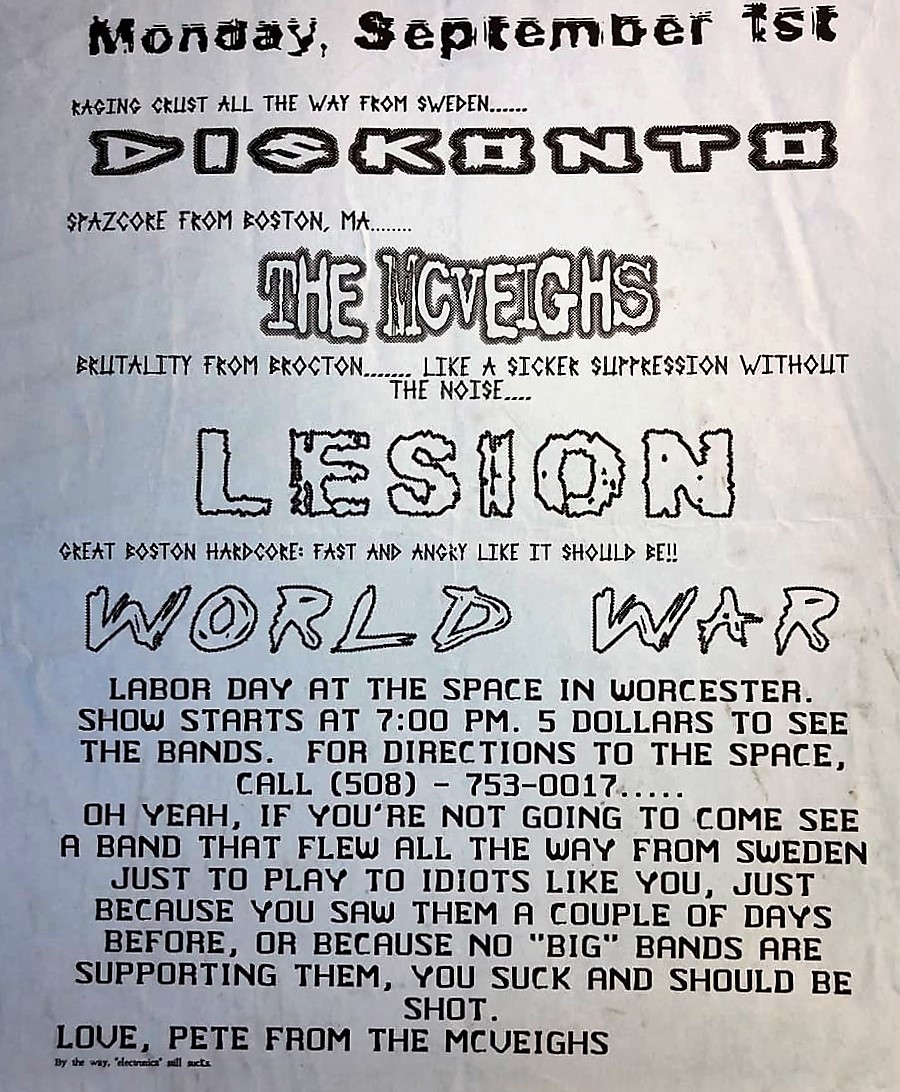 Monday, September 1st
RAGING CRUST ALL THE WAY FROM SWEDEN......
DISKONTO
SPAZCORE FROM BOSTON, MA........
THE MCVEIGHS
BRUTALITY FROM BROCTON....... LIKE A SICKER SUPPRESSION WITHOUT
THE NOISE....
LESION
GREAT BOSTON HARDCORE: FAST AND ANGRY LIKE IT SHOULD BE!!
WORLD WAR
LABOR DAY AT THE SPACE IN WORCESTER.
SHOW STARTS AT 7:00 PM. 5 DOLLARS TO SEE
THE BANDS. FOR DIRECTIONS TO THE SPACE,
CALL (508) - 753-0017.....
OH YEAH, IF YOU'RE NOT GOING TO COME SEE
A BAND THAT FLEW ALL THE WAY FROM SWEDEN
JUST TO PLAY TO IDIOTS LIKE YOU, JUST
BECAUSE YOU SAW THEM A COUPLE OF DAYS
BEFORE, OR BECAUSE NO "BIG" BANDS ARE
SUPPORTING THEM, YOU SUCK AND SHOULD BE
SHOT.
LOVE, PETE FROM THE MCVEIGHS
By the way, "electronica" still sucks.